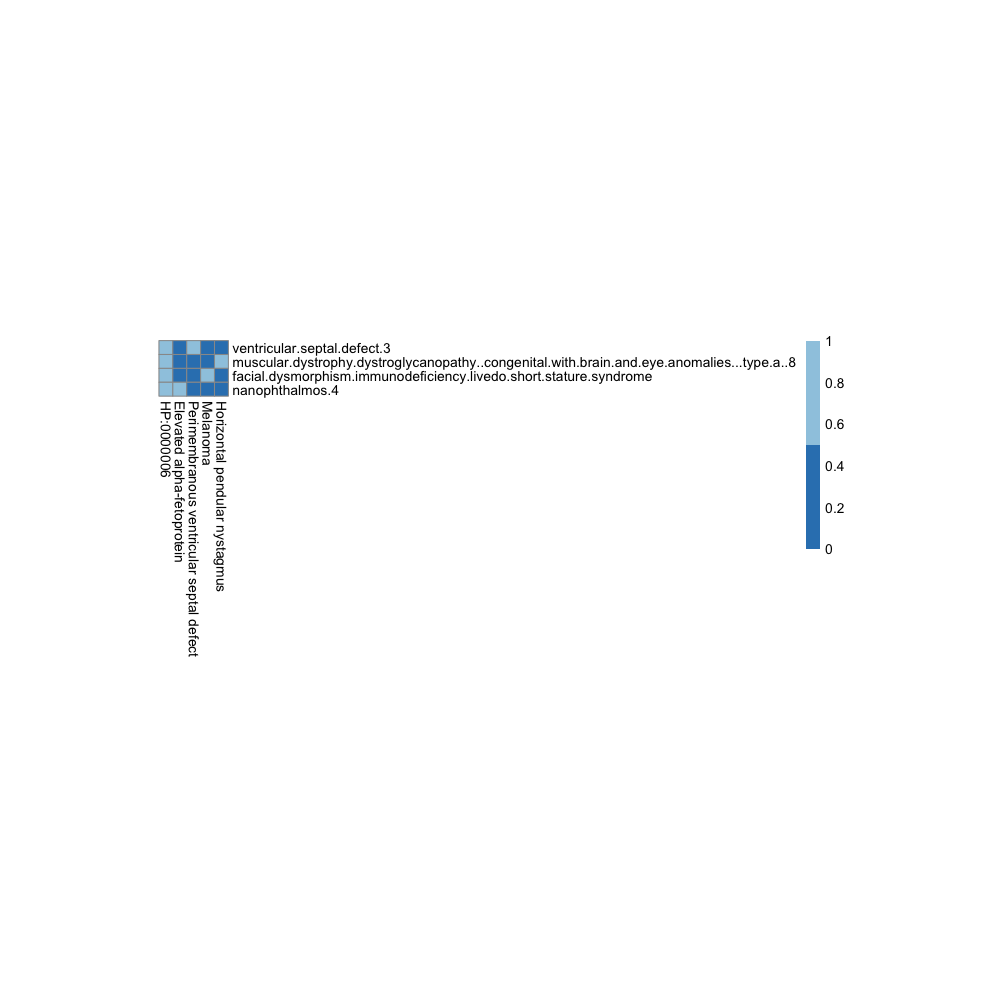 ventricular.septal.defect.3
muscular.dystrophy.dystroglycanopathy..congenital.with.brain.and.eye.anomalies...type.a..8
facial.dysmorphism.immunodeficiency.livedo.short.stature.syndrome
nanophthalmos.4
HP:0000006
Elevated alpha-fetoprotein
Perimembranous ventricular septal defect
Melanoma
Horizontal pendular nystagmus
1
0.8
0.6
0.4
0.2
0